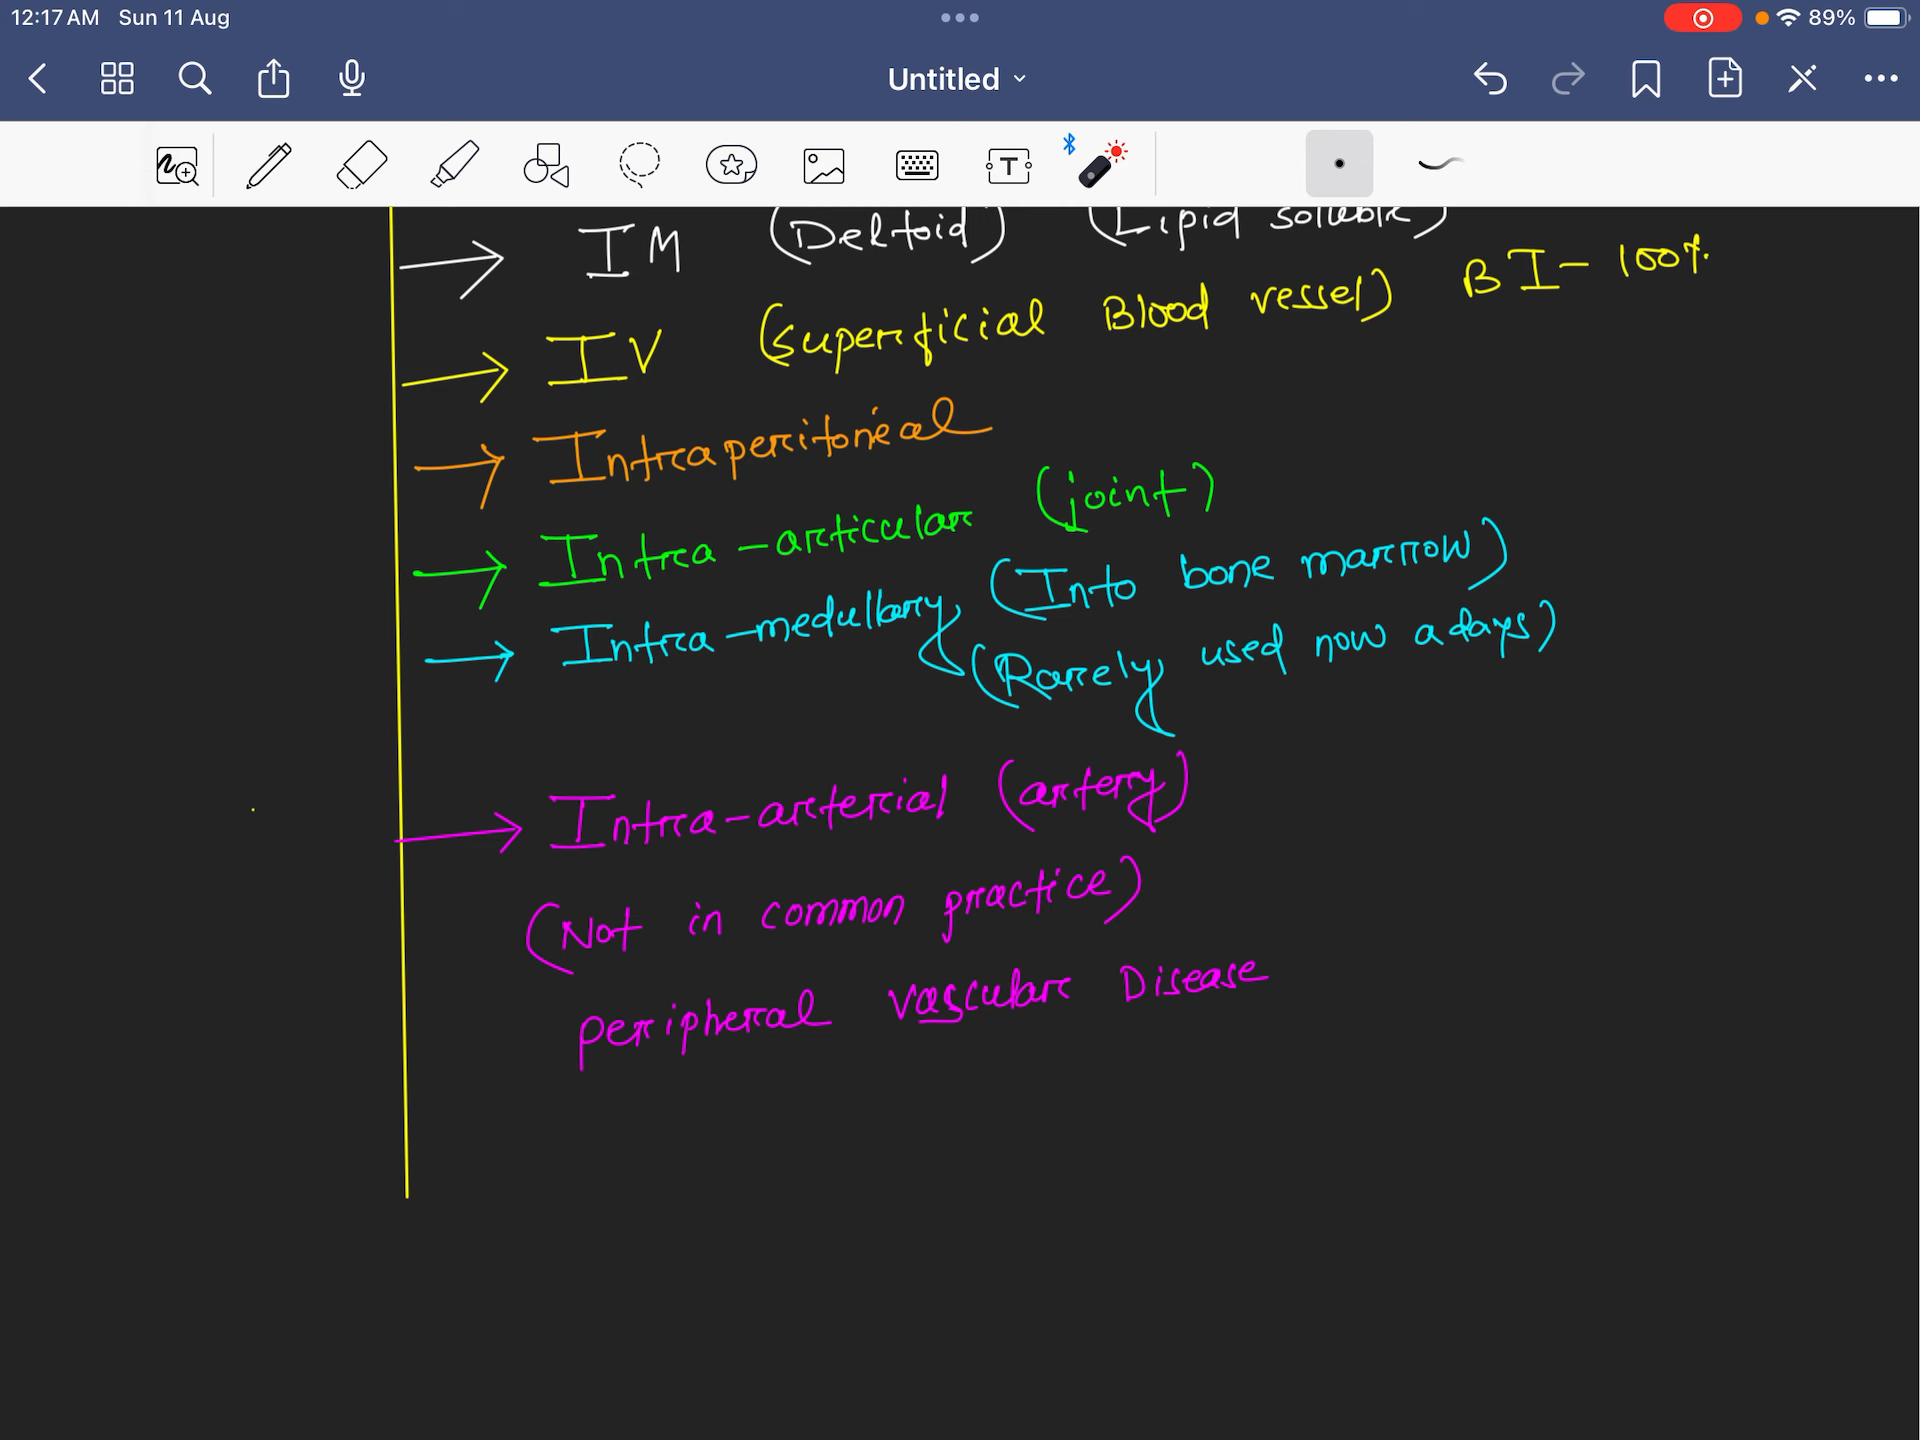 12:17 AM Sun 11 Aug 89%
Untitled
T
IM (Deltoid) (Lipid soluble)
IV (superficial Blood vessel) BI - 100%
Intraperitoneal
Intra - articular (joint)
Intra - medullary (Into bone marrow)
(Rarely used now a days)
Intra - arterial (artery)
(Not in common practice)
peripheral vascular Disease